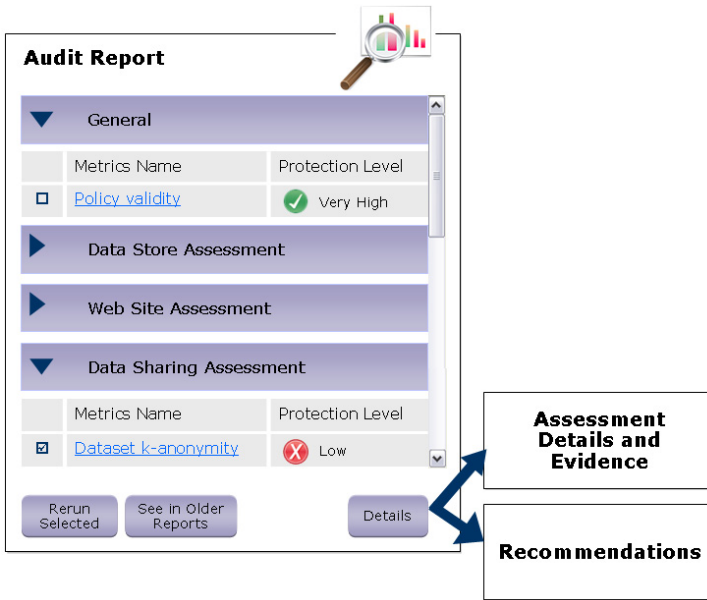 Audit Report
General
Metrics Name Protection Level
Policy validity Very High
Data Store Assessment
Web Site Assessment
Data Sharing Assessment
Metrics Name Protection Level
Dataset k-anonymity Low
Rerun
Selected
See in Older
Reports
Details
Assessment
Details and
Evidence
Recommendations